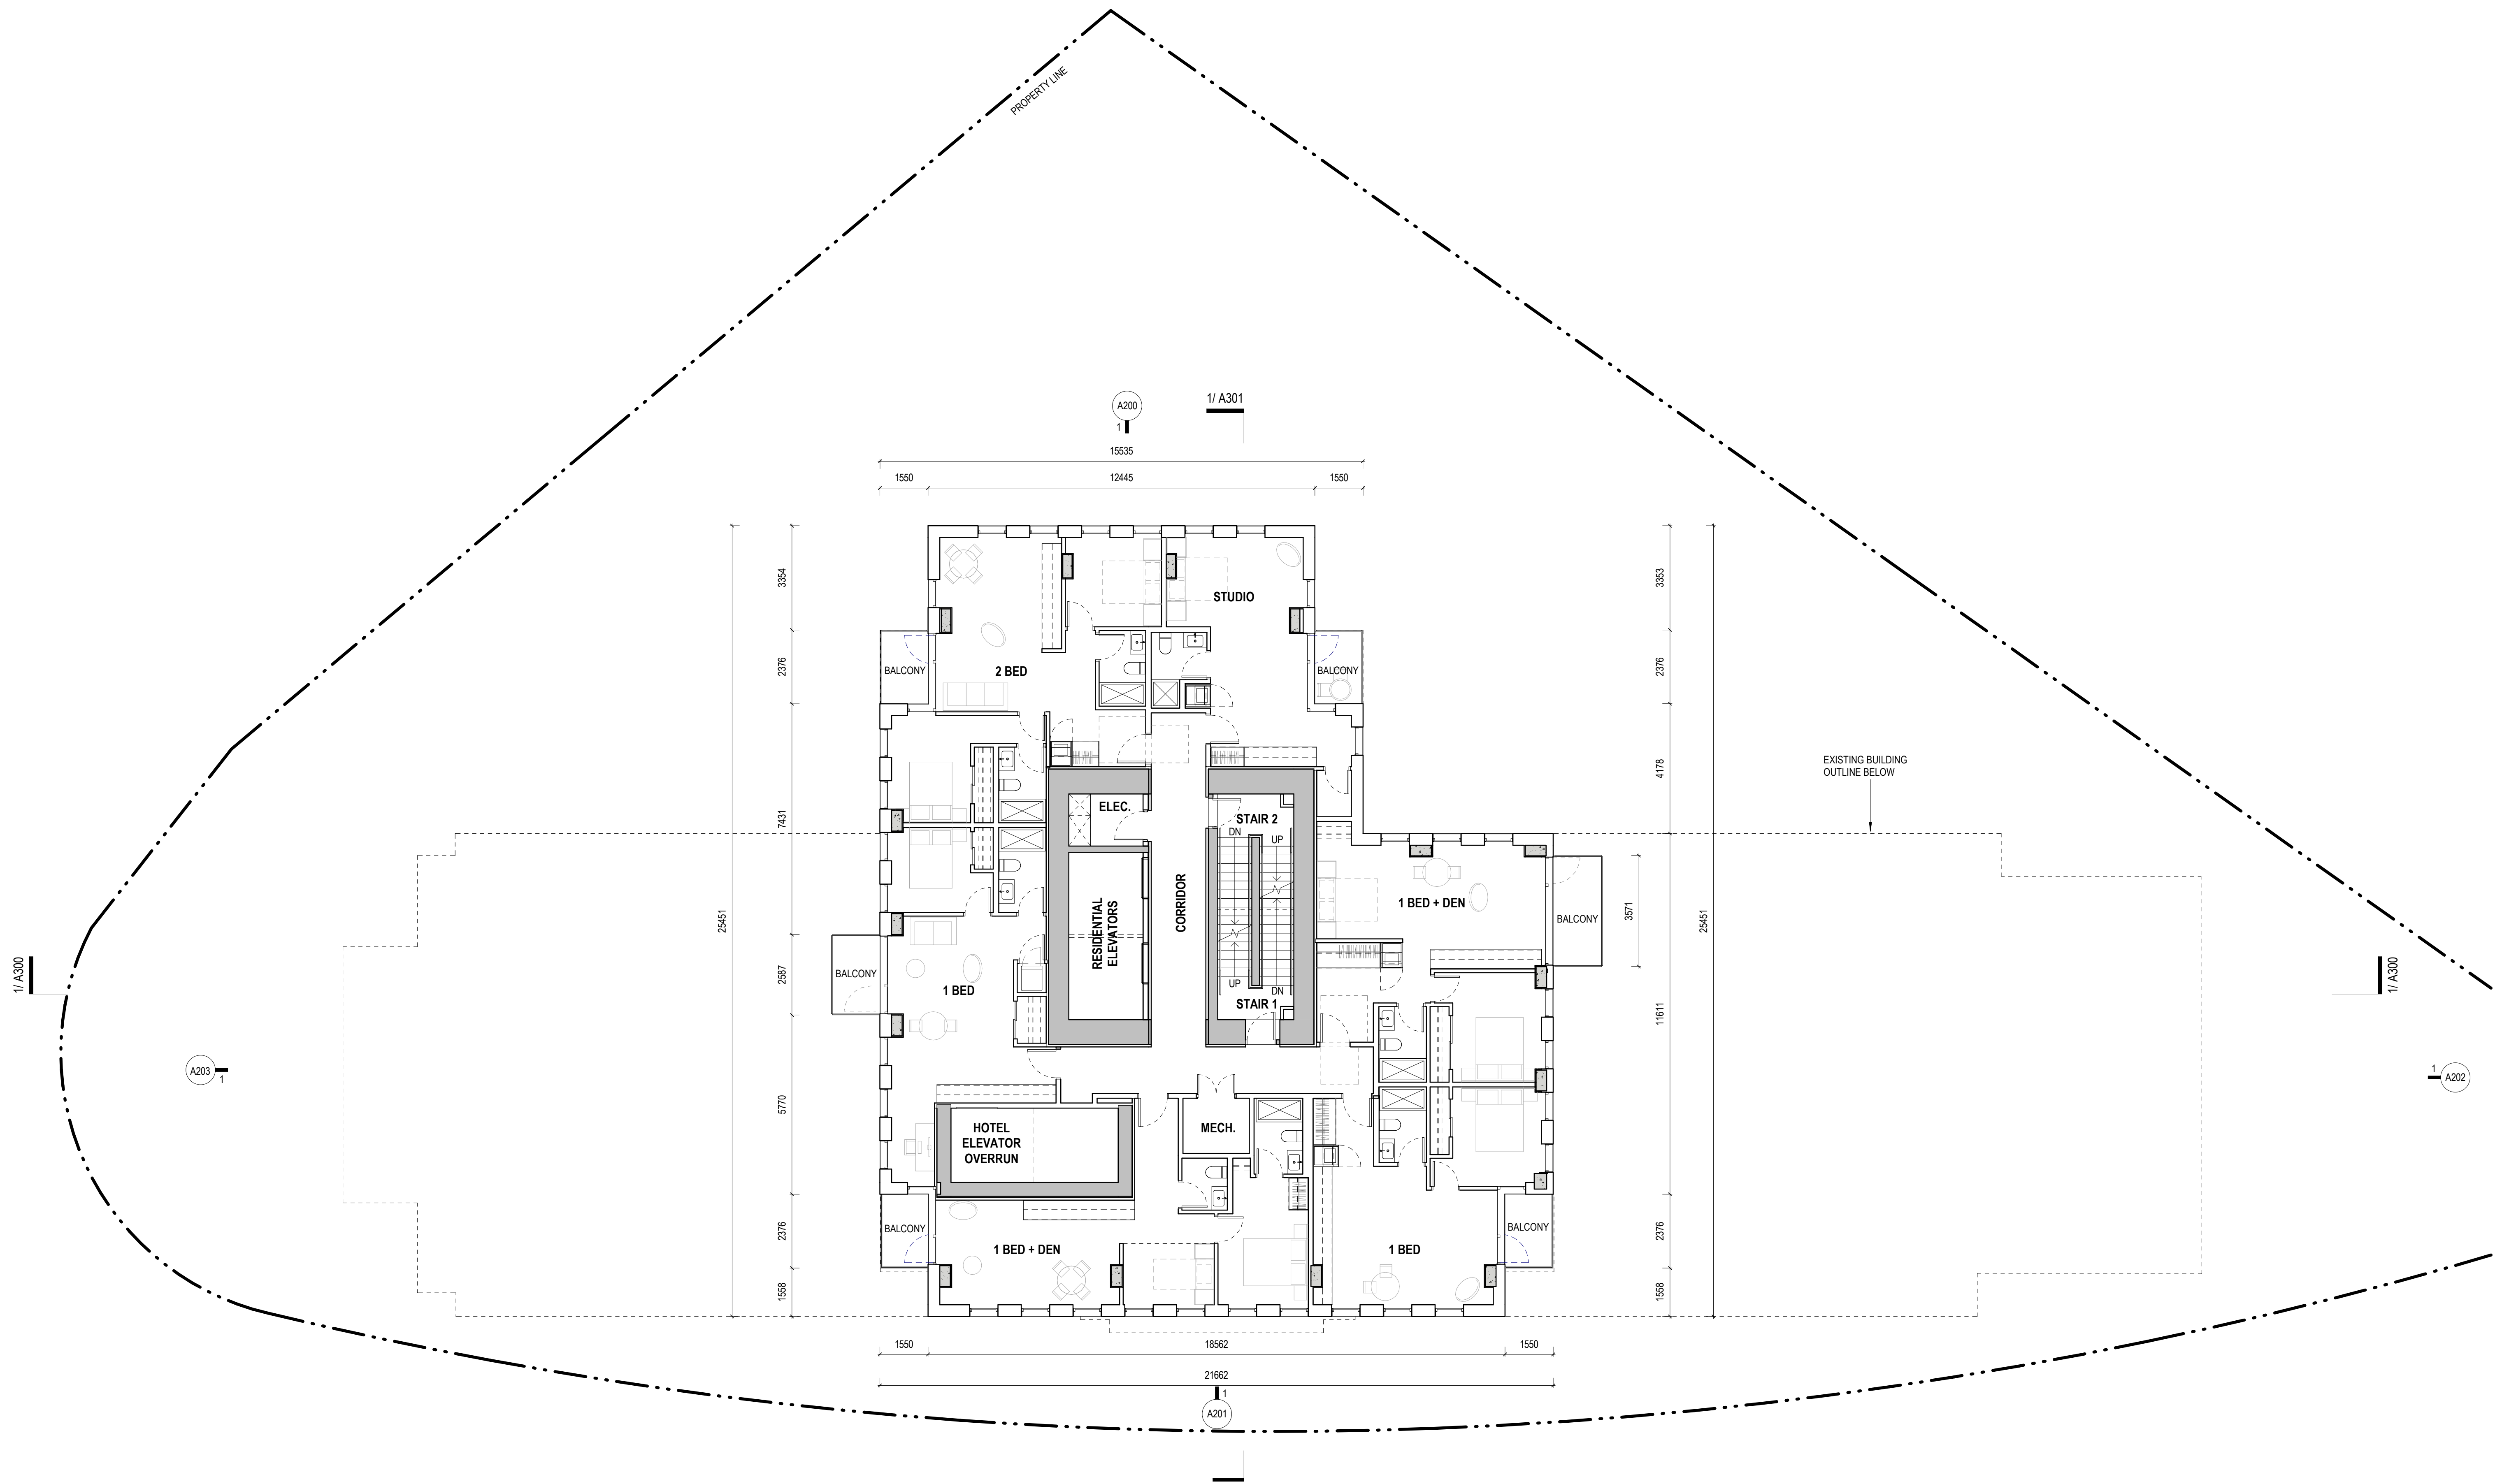 PROPERTY LINE
A200
1
1/ A301
15535
1550
12445
1550
3354
2376
7431
2587
5770
2376
1558
25451
3353
2376
4178
11611
2376
1558
25451
3571
STUDIO
2 BED
BALCONY
BALCONY
EXISTING BUILDING
OUTLINE BELOW
ELEC.
STAIR 2
DN
UP
RESIDENTIAL
ELEVATORS
CORRIDOR
1 BED + DEN
BALCONY
BALCONY
1 BED
UP
DN
STAIR 1
1/ A300
1/ A300
A203
1
1
A202
HOTEL
ELEVATOR
OVERRUN
MECH.
BALCONY
BALCONY
1 BED + DEN
1 BED
1550
18562
1550
21662
1
A201